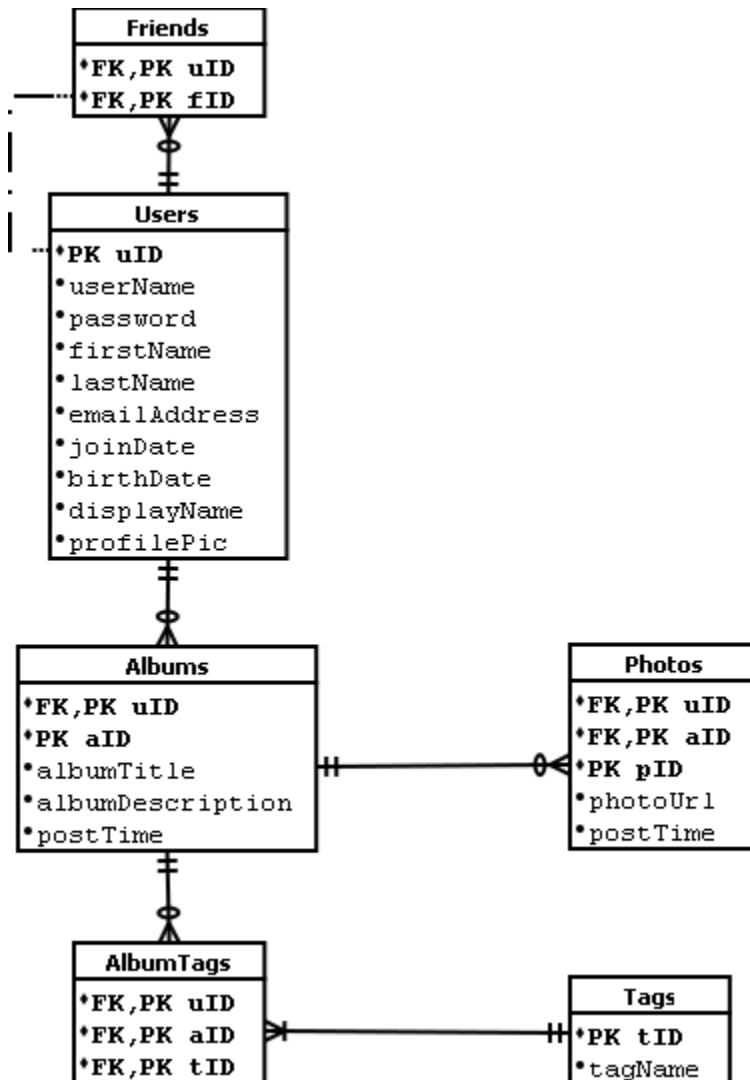 Friends
FK,PK uID
FK,PK fID
Users
PK uID
userName
password
firstName
lastName
emailAddress
joinDate
birthDate
displayName
profilePic
Albums
FK,PK uID
PK aID
albumTitle
albumDescription
postTime
Photos
FK,PK uID
FK,PK aID
PK pID
photoUrl
postTime
AlbumTags
FK,PK uID
FK,PK aID
FK,PK tID
Tags
PK tID
tagName